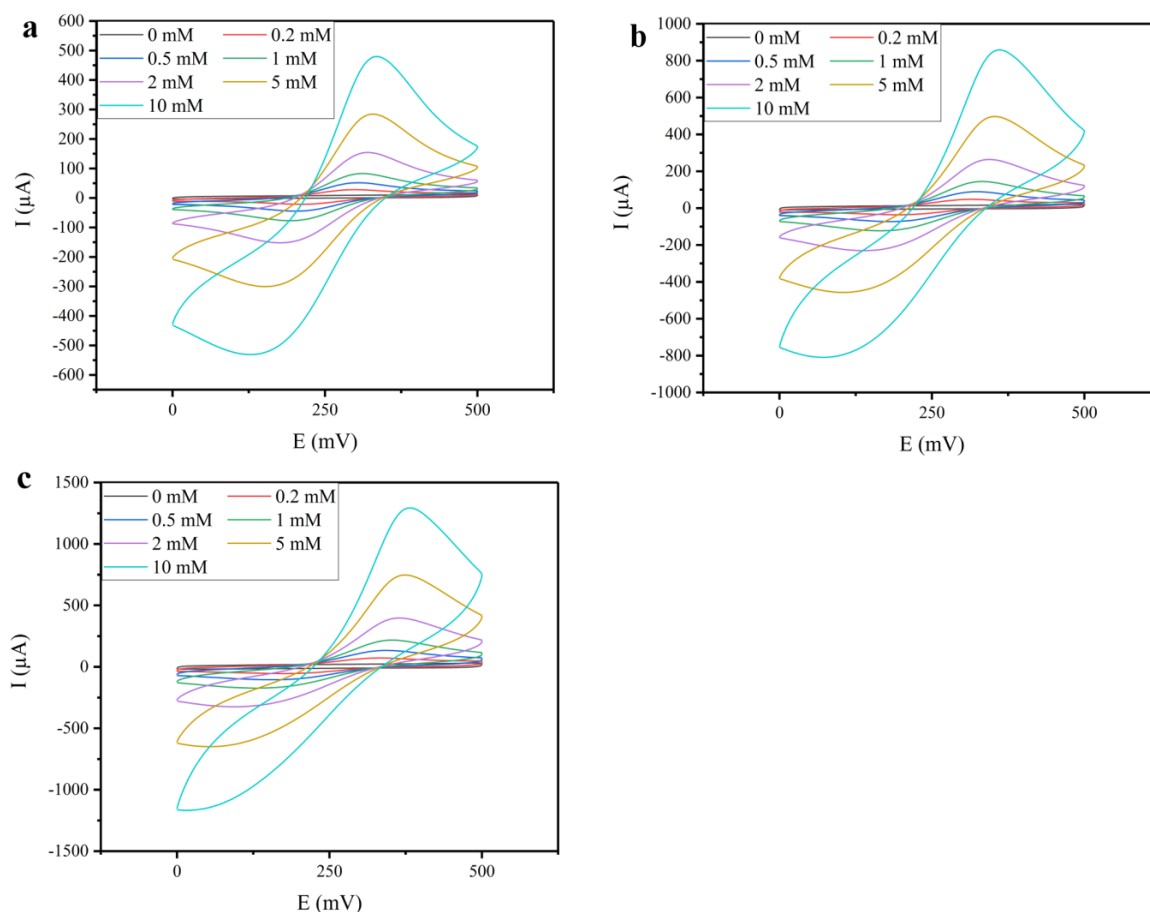 a
600
500
400
300
200
100
0
-100
-200
-300
-400
-500
-600
I (μA)
0 mM 0.2 mM
0.5 mM 1 mM
2 mM 5 mM
10 mM
0 250 500
E (mV)
b
1000
800
600
400
200
0
-200
-400
-600
-800
-1000
I (μA)
0 mM 0.2 mM
0.5 mM 1 mM
2 mM 5 mM
10 mM
0 250 500
E (mV)
c
1500
1000
500
0
-500
-1000
-1500
I (μA)
0 mM 0.2 mM
0.5 mM 1 mM
2 mM 5 mM
10 mM
0 250 500
E (mV)